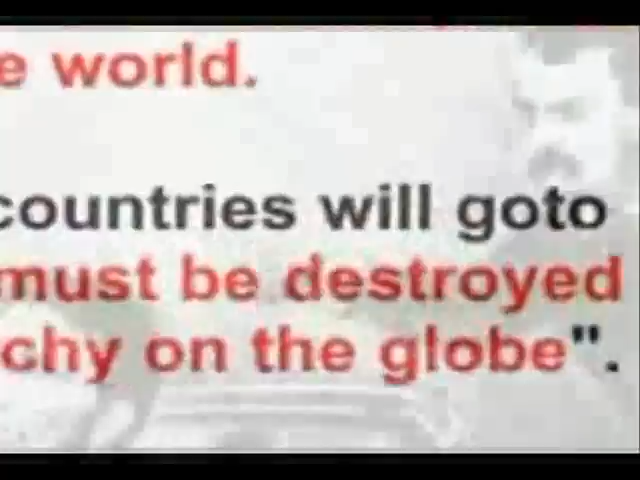 e world.
countries will goto
must be destroyed
chy on the globe".